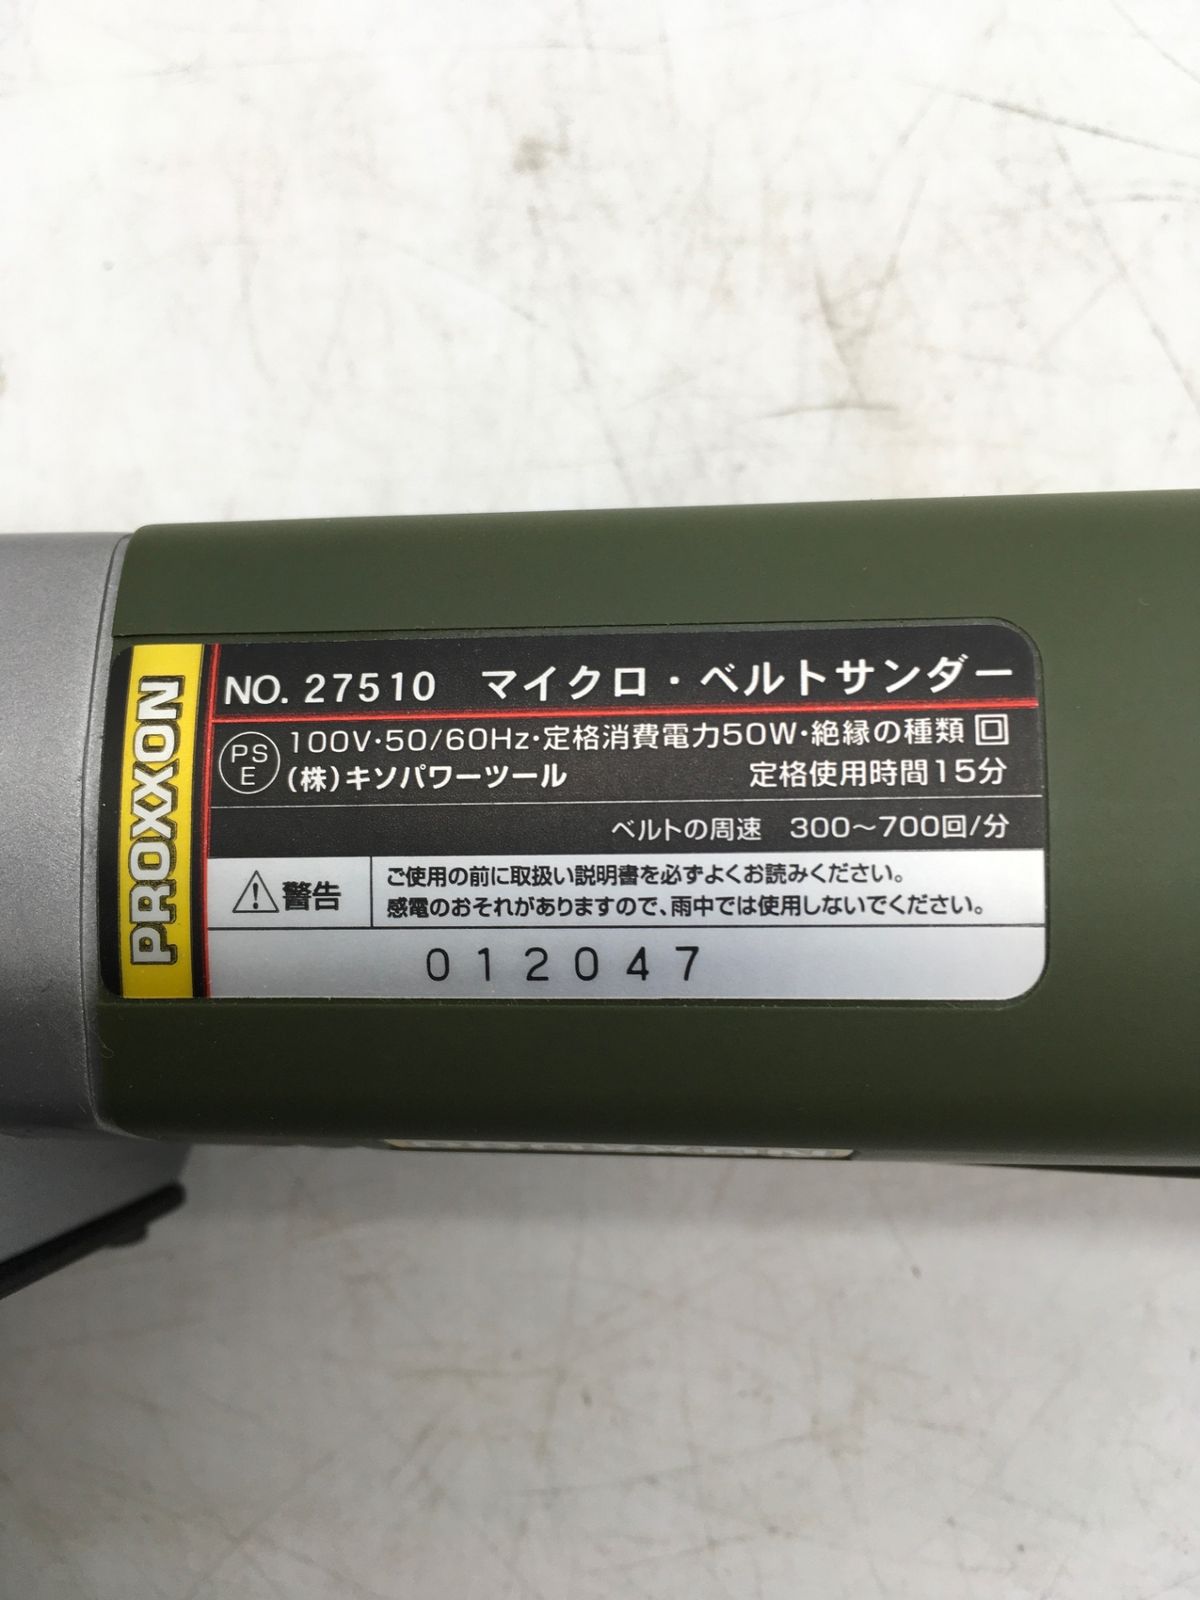 PROXXON
NO. 27510 マイクロ・ベルトサンダー
PS
E
100V・50/60Hz・定格消費電力50W・絶縁の種類 回
(株)キソパワーツール 定格使用時間15分
ベルトの周速 300～700回/分
警告
ご使用の前に取扱い説明書を必ずよくお読みください。
感電のおそれがありますので、雨中では使用しないでください。
012047